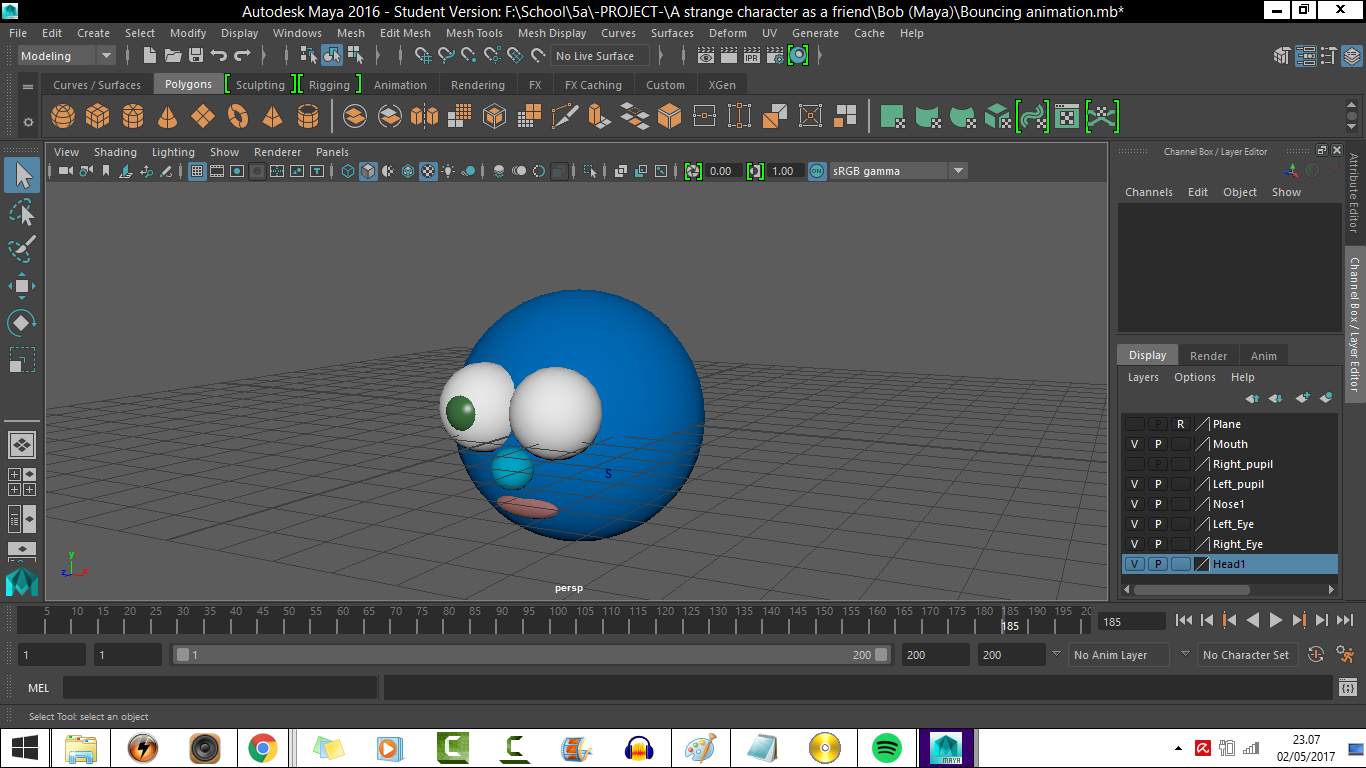 Autodesk Maya 2016 - Student Version: F:\School\5a\-PROJECT-\A strange character as a friend\Bob (Maya)\Bouncing animation.mb*
File Edit Create Select Modify Display Windows Mesh Edit Mesh Mesh Tools Mesh Display Curves Surfaces Deform UV Generate Cache Help
Modeling No Live Surface IPR
Curves / Surfaces Polygons Sculpting Rigging Animation Rendering FX FX Caching Custom XGen
View Shading Lighting Show Renderer Panels
0.00 1.00 ON sRGB gamma
Channel Box / Layer Editor
Channels Edit Object Show
Attribute Editor
Channel Box / Layer Editor
Display Render Anim
Layers Options Help
P R Plane
V P Mouth
P Right_pupil
V P Left_pupil
V P Nose1
V P Left_Eye
V P Right_Eye
V P Head1
S
y
z x
persp
5 10 15 20 25 30 35 40 45 50 55 60 65 70 75 80 85 90 95 100 105 110 115 120 125 130 135 140 145 150 155 160 165 170 175 180 185 190 195 20
185
185
1 1 1 200 200 200 No Anim Layer No Character Set
MEL
Select Tool: select an object
MAYA
23.07
02/05/2017